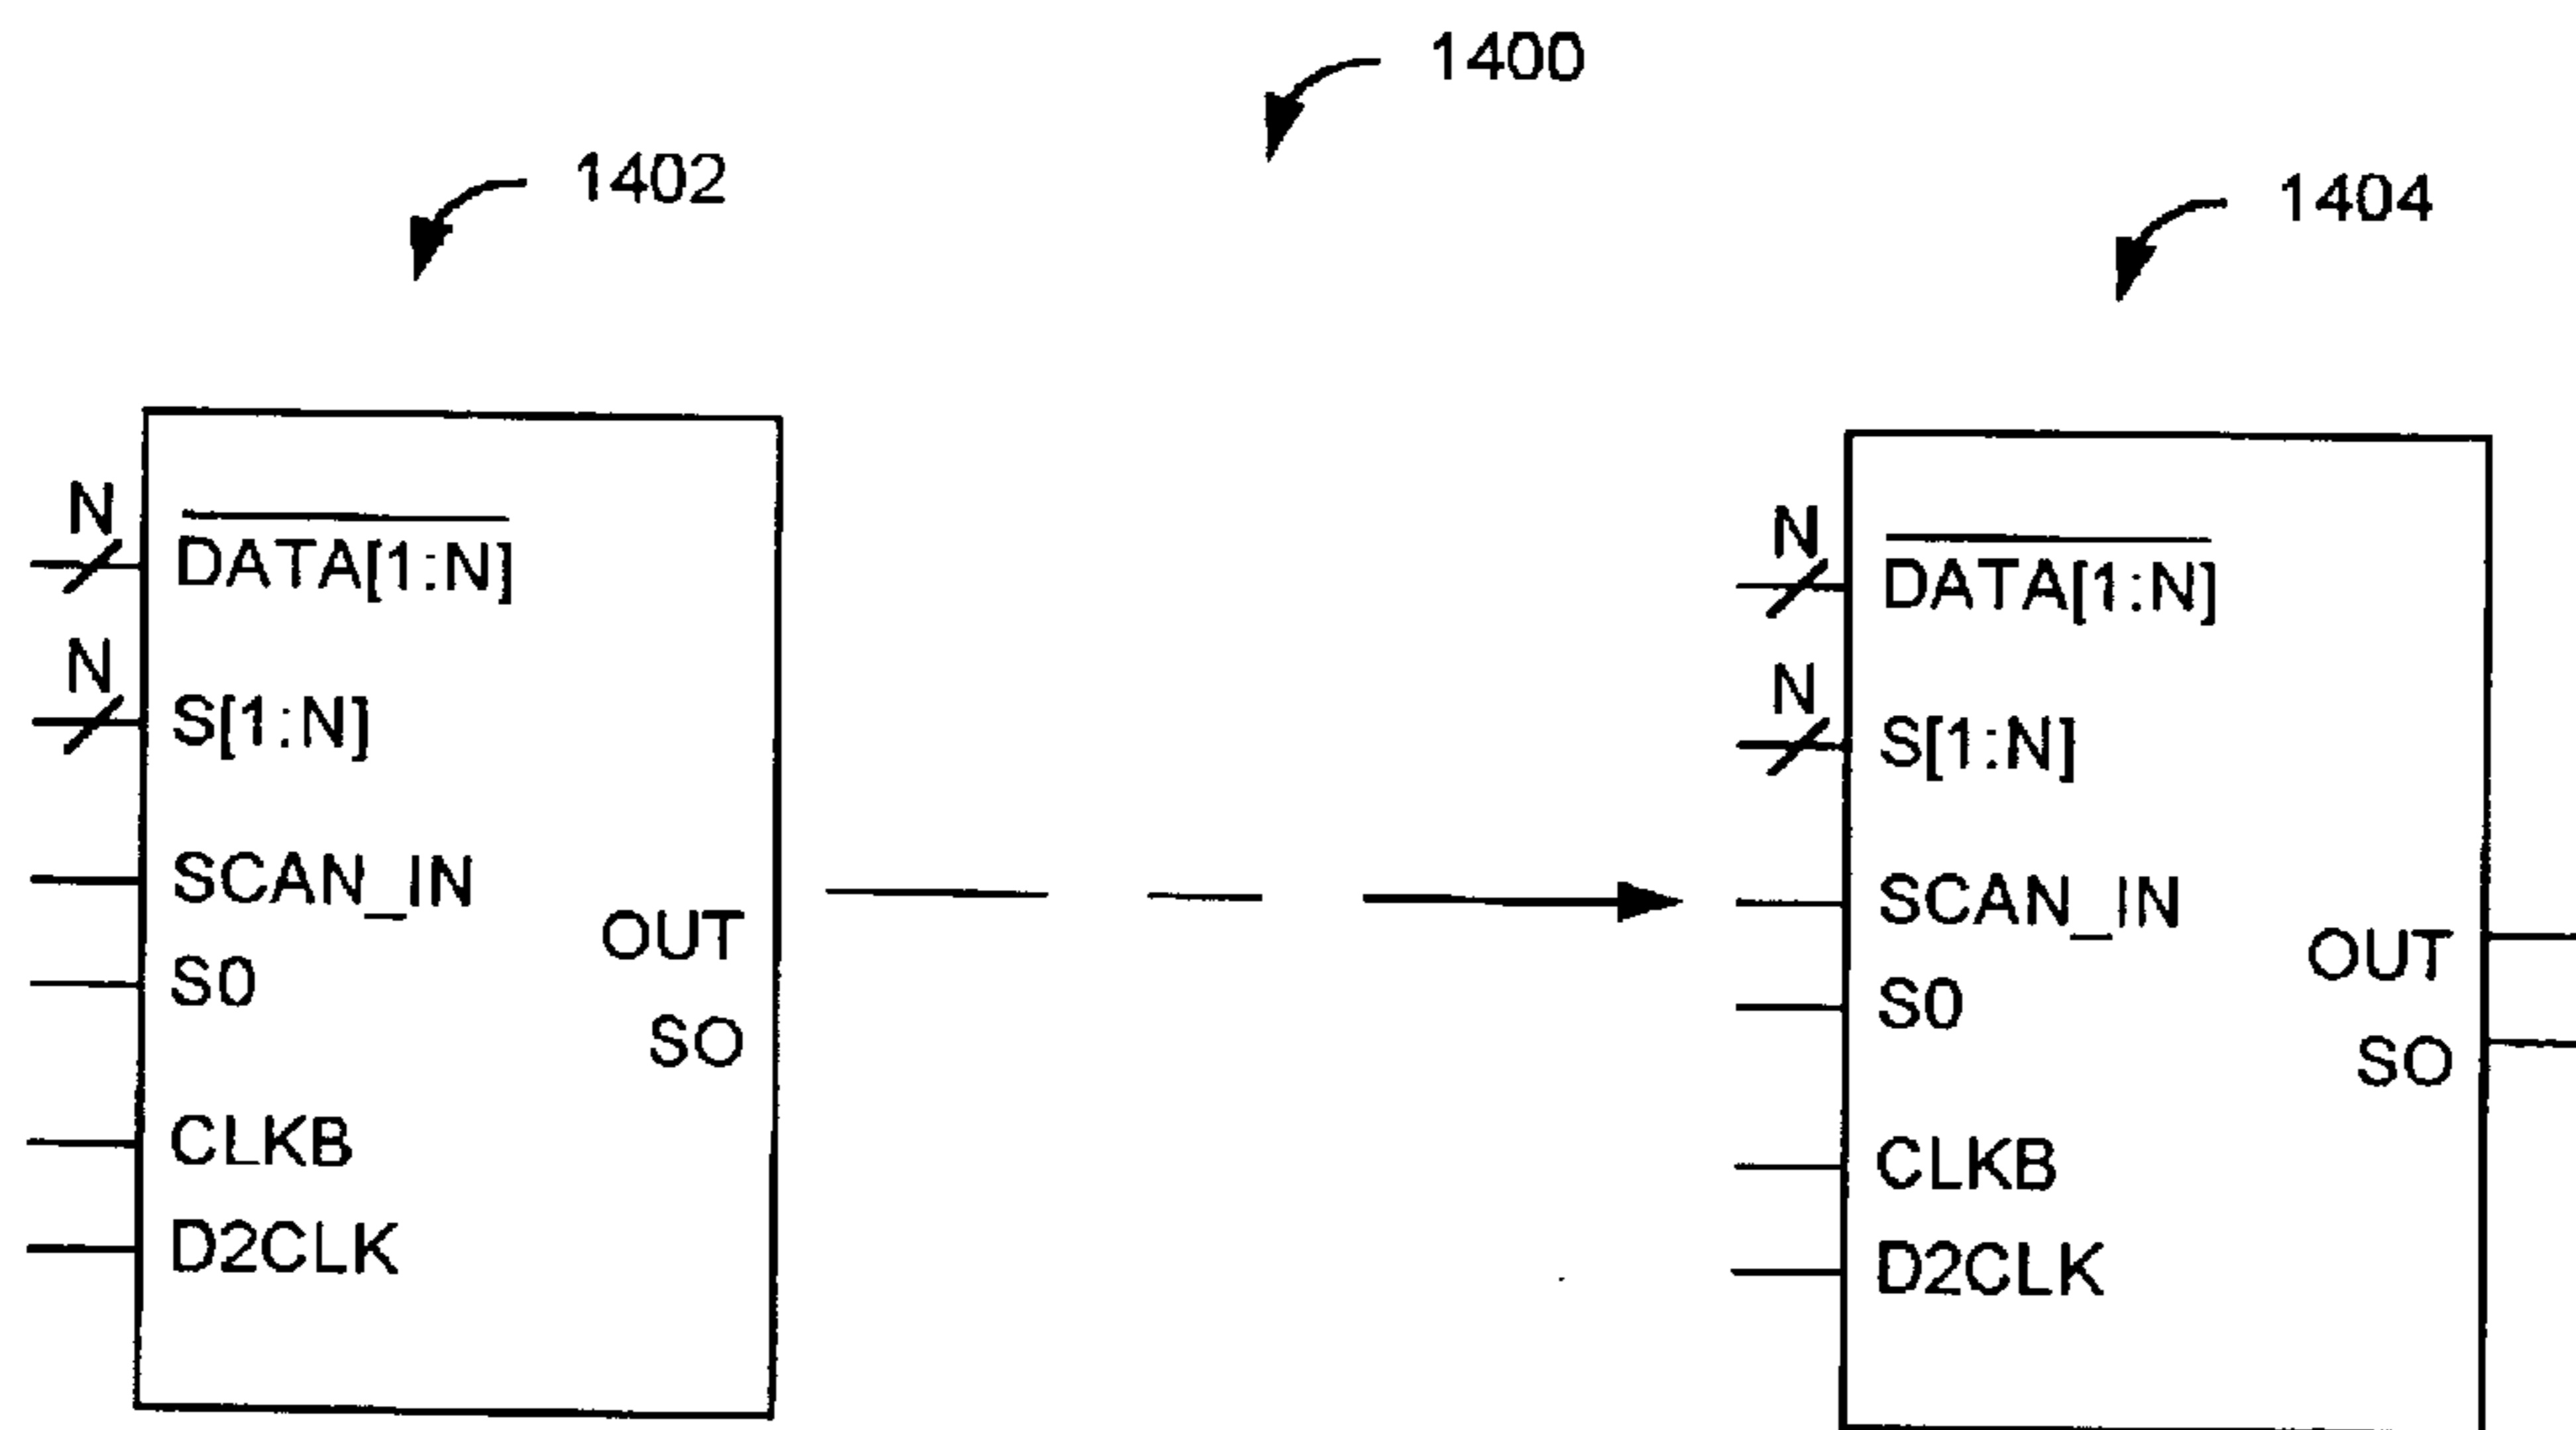 1400
1402
1404
N
DATA[1:N]
N
S[1:N]
SCAN_IN
OUT
S0
SO
CLKB
D2CLK
N
DATA[1:N]
N
S[1:N]
SCAN_IN
OUT
S0
SO
CLKB
D2CLK